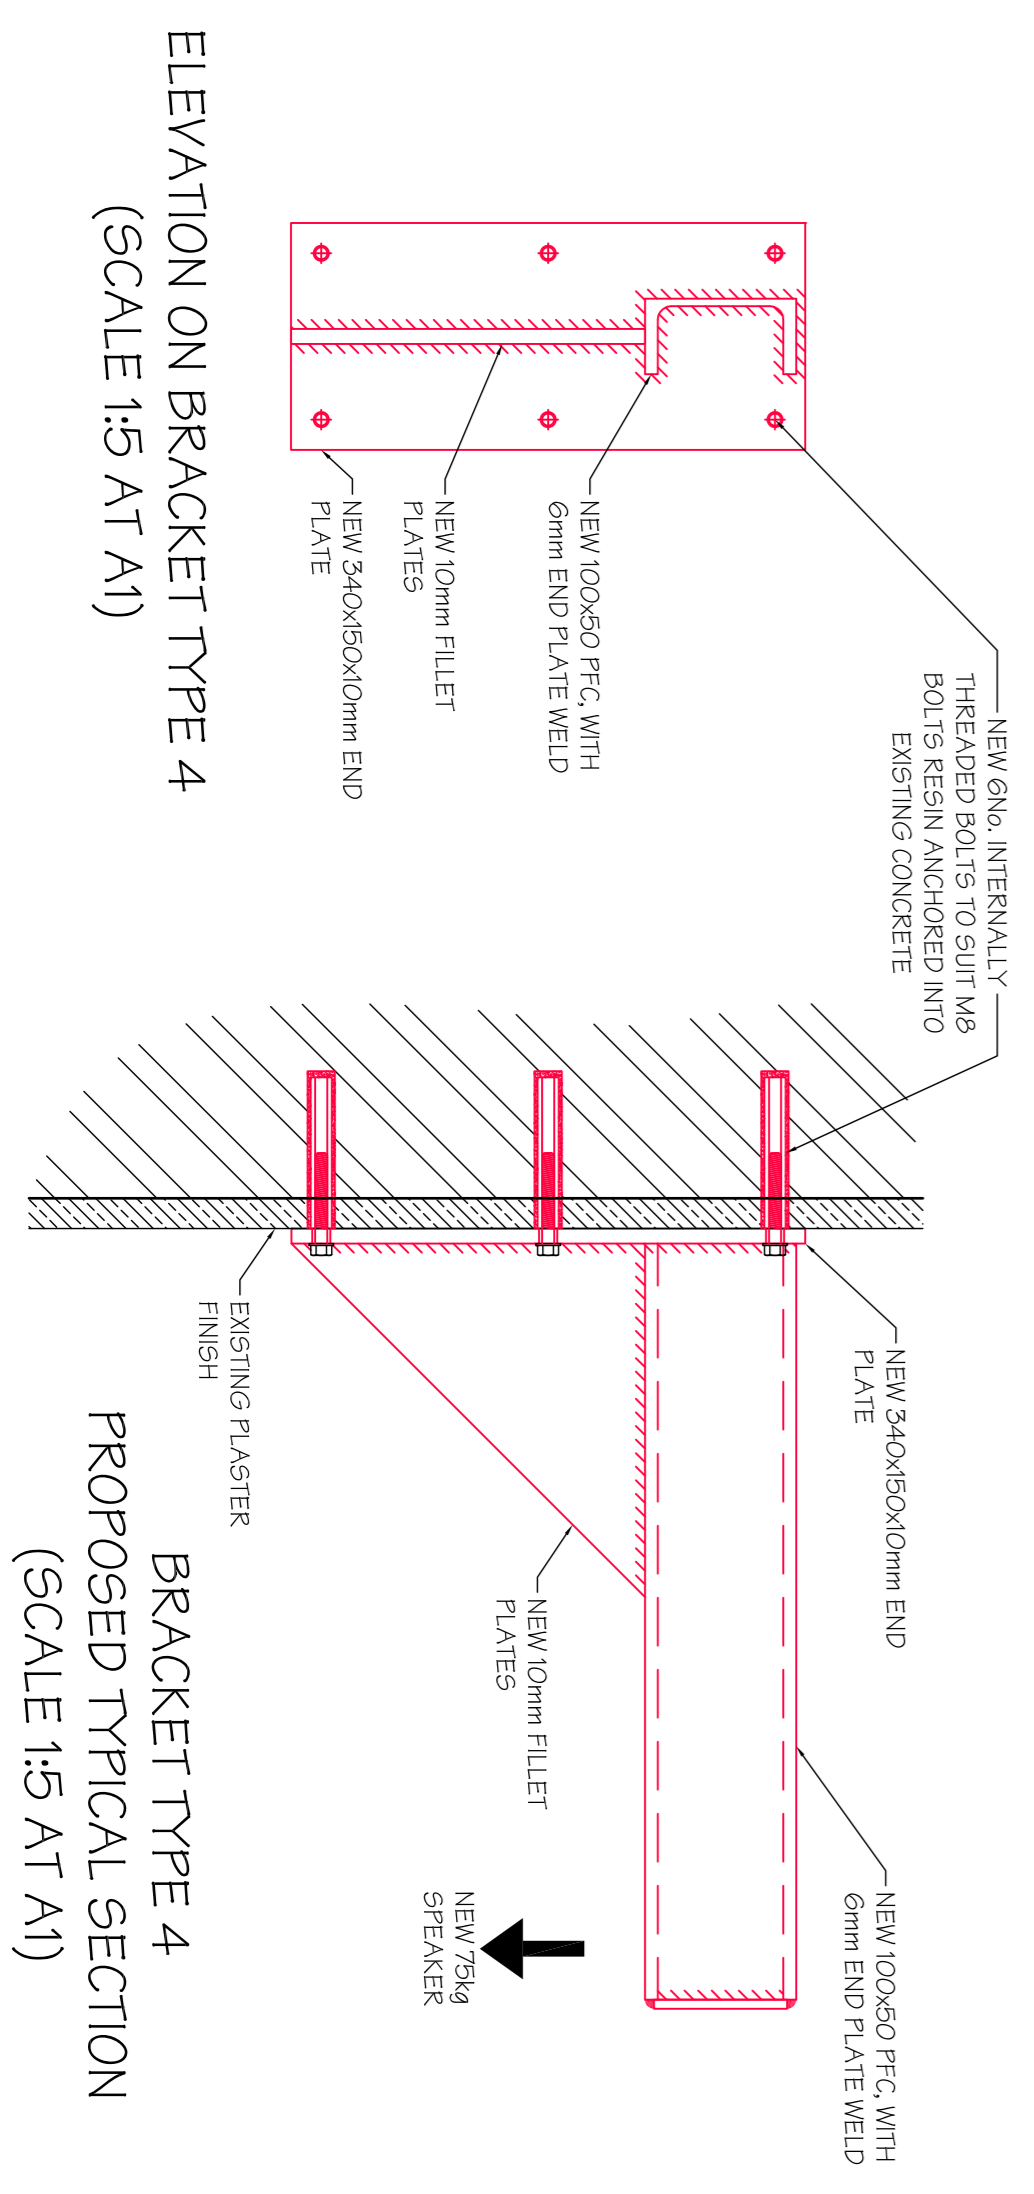 NEW 6No. INTERNALLY
THREADED BOLTS TO SUIT M8
BOLTS RESIN ANCHORED INTO
EXISTING CONCRETE
NEW 100x50 PFC, WITH
6mm END PLATE WELD
NEW 10mm FILLET
PLATES
NEW 340x150x10mm END
PLATE
ELEVATION ON BRACKET TYPE 4
(SCALE 1:5 AT A1)
NEW 340x150x10mm END
PLATE
NEW 100x50 PFC, WITH
6mm END PLATE WELD
NEW 10mm FILLET
PLATES
NEW 75kg
SPEAKER
EXISTING PLASTER
FINISH
BRACKET TYPE 4
PROPOSED TYPICAL SECTION
(SCALE 1:5 AT A1)